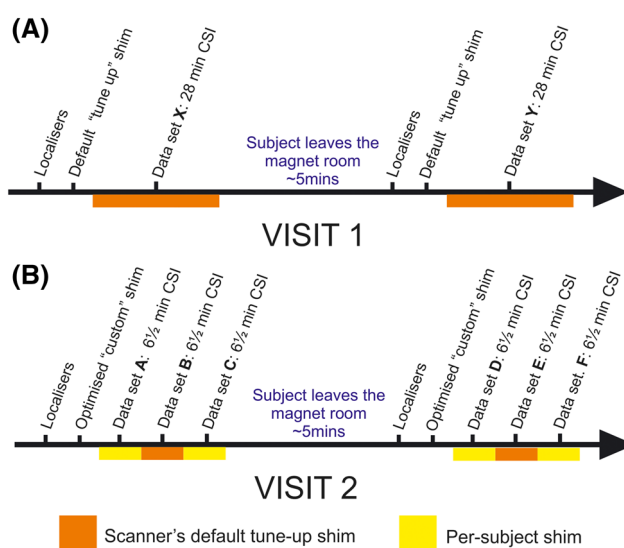 (A)
Localisers
Default “tune up” shim
Data set X: 28 min CSI
Subject leaves the
magnet room
~5mins
Localisers
Default “tune up” shim
Data set Y: 28 min CSI
VISIT 1
(B)
Localisers
Optimised “custom” shim
Data set A: 6½ min CSI
Data set B: 6½ min CSI
Data set C: 6½ min CSI
Subject leaves the
magnet room
~5mins
Localisers
Optimised “custom” shim
Data set D: 6½ min CSI
Data set E: 6½ min CSI
Data set. F: 6½ min CSI
VISIT 2
Scanner's default tune-up shim
Per-subject shim